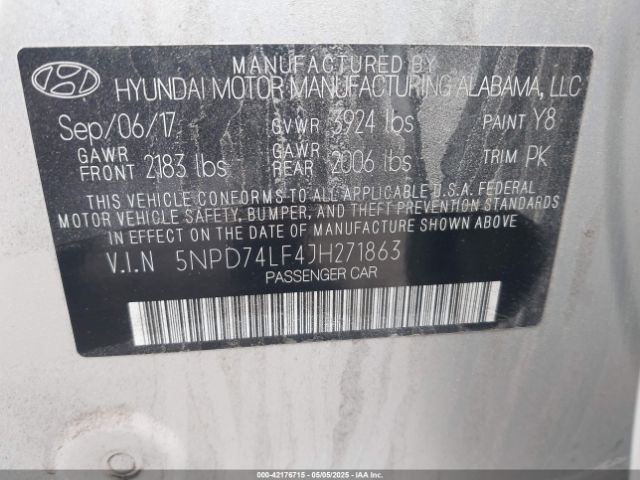 MANUFACTURED BY
HYUNDAI MOTOR MANUFACTURING ALABAMA, LLC
Sep/06/17 GVWR 3924 lbs PAINT Y8
GAWR FRONT 2183 lbs GAWR REAR 2006 lbs TRIM PK
THIS VEHICLE CONFORMS TO ALL APPLICABLE U.S.A. FEDERAL
MOTOR VEHICLE SAFETY, BUMPER, AND THEFT PREVENTION STANDARDS
IN EFFECT ON THE DATE OF MANUFACTURE SHOWN ABOVE
V.I.N 5NPD74LF4JH271863
PASSENGER CAR
000-42176715 - 05/05/2025 - IAAI.COM